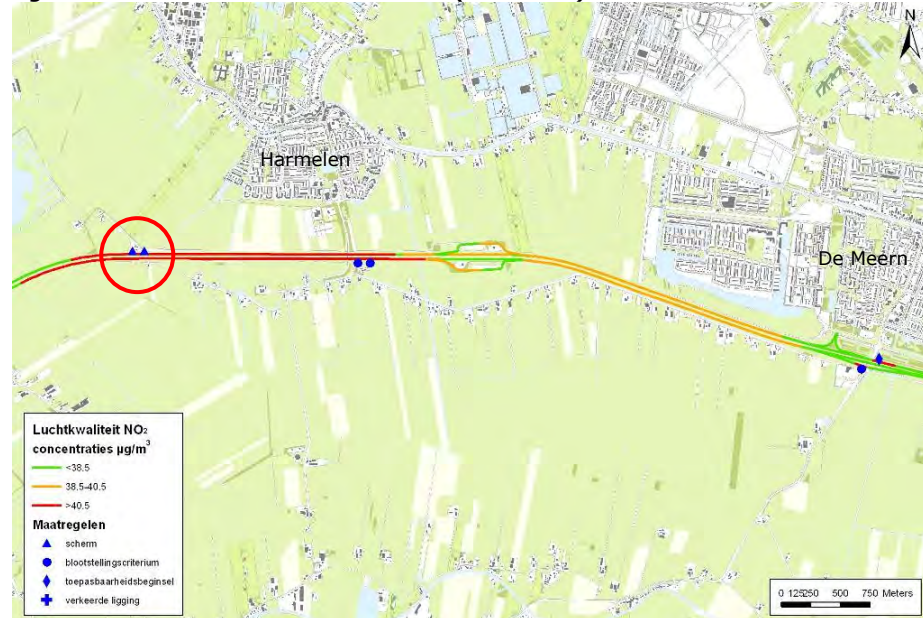 N
Harmelen
De Meern
Luchtkwaliteit NO₂
concentraties µg/m³
<38.5
38.5-40.5
>40.5
Maatregelen
scherm
blootstellingscriterium
toepasbaarheidsbeginsel
verkeerde ligging
0 125250 500 750 Meters